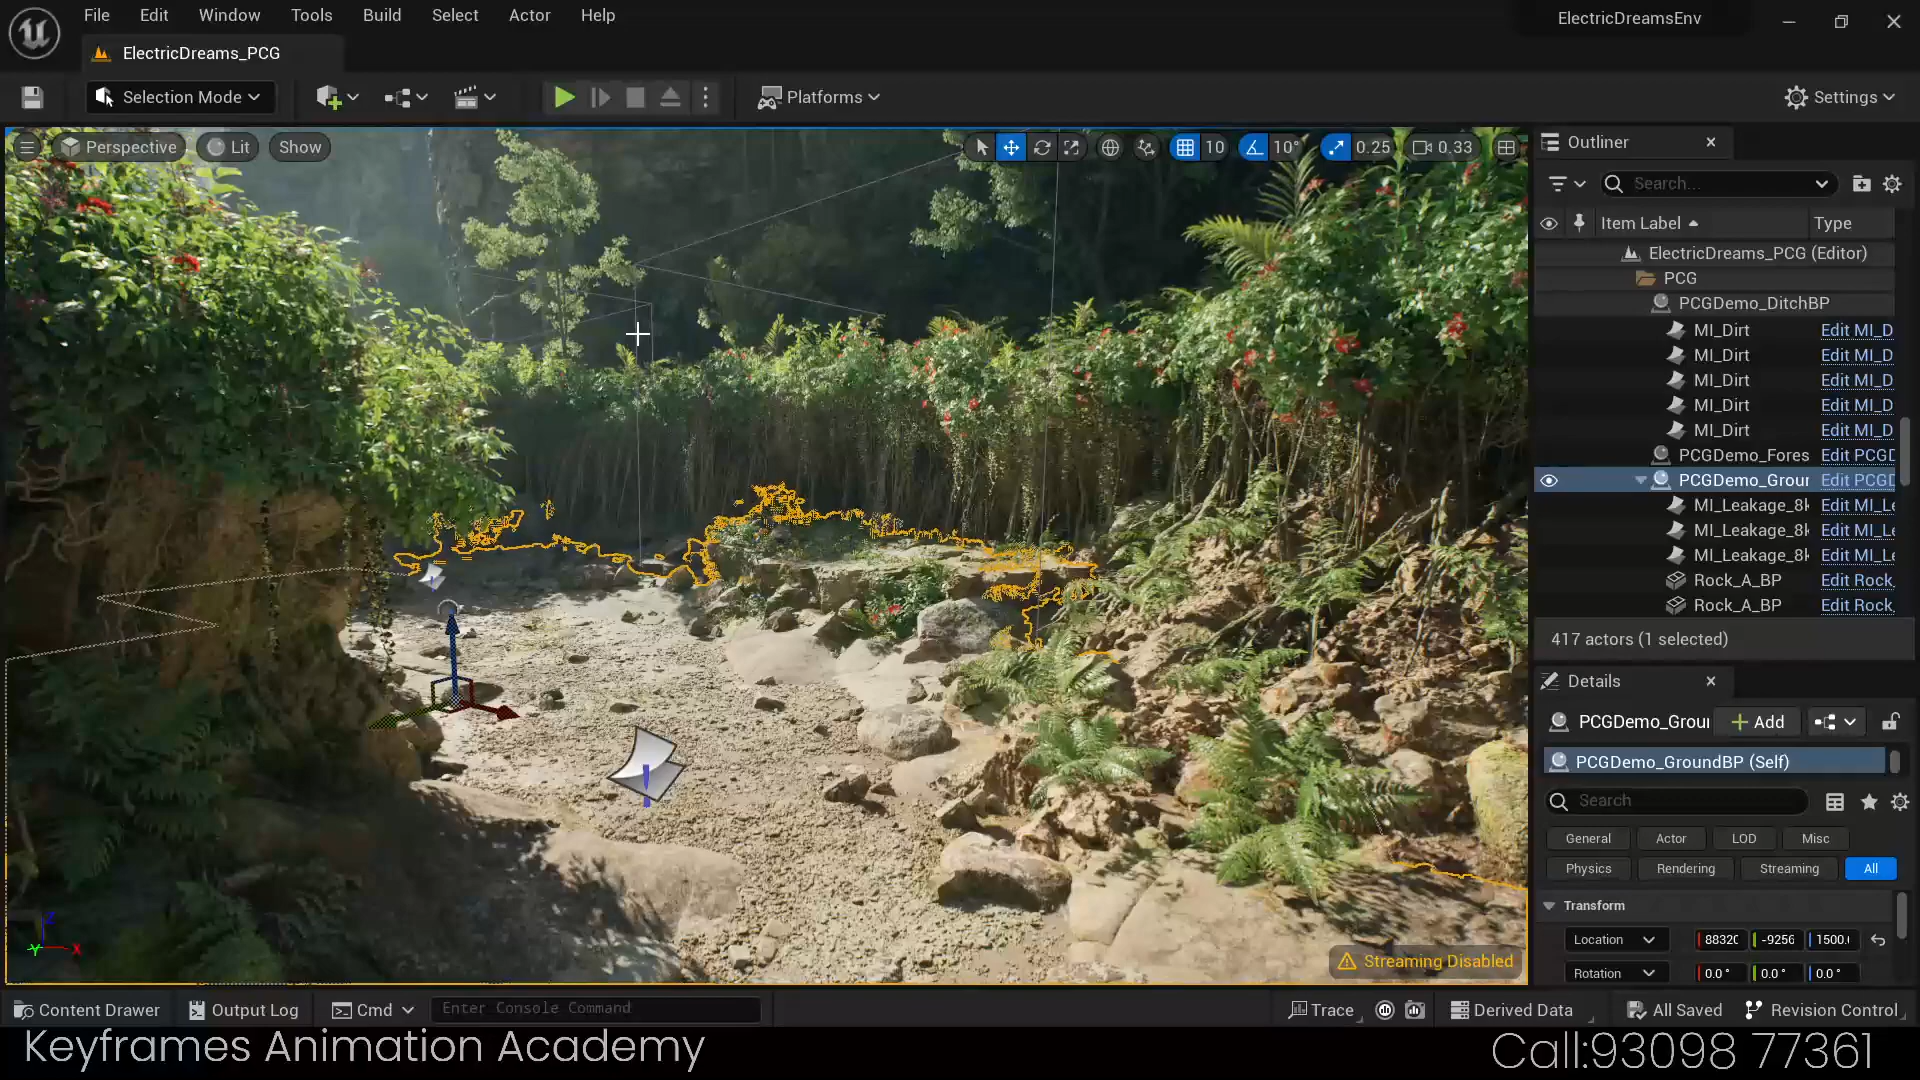 File Edit Window Tools Build Select Actor Help
ElectricDreamsEnv
ElectricDreams_PCG
Selection Mode
Platforms
Settings
Perspective Lit Show
10 10° 0.25 0.33
Outliner
Search...
Item Label Type
ElectricDreams_PCG (Editor)
PCG
PCGDemo_DitchBP
MI_Dirt Edit MI_D
MI_Dirt Edit MI_D
MI_Dirt Edit MI_D
MI_Dirt Edit MI_D
MI_Dirt Edit MI_D
PCGDemo_Fores Edit PCGD
PCGDemo_Groun Edit PCGD
MI_Leakage_8k Edit MI_Le
MI_Leakage_8k Edit MI_Le
MI_Leakage_8k Edit MI_Le
Rock_A_BP Edit Rock_
Rock_A_BP Edit Rock_
417 actors (1 selected)
Details
PCGDemo_Groun Add
PCGDemo_GroundBP (Self)
Search
General Actor LOD Misc
Physics Rendering Streaming All
Transform
Location 8832 -9256 1500.
Rotation 0.0 ° 0.0 ° 0.0 °
Streaming Disabled
X Y Z
Content Drawer Output Log Cmd Enter Console Command
Trace Derived Data All Saved Revision Control
Keyframes Animation Academy
Call:93098 77361